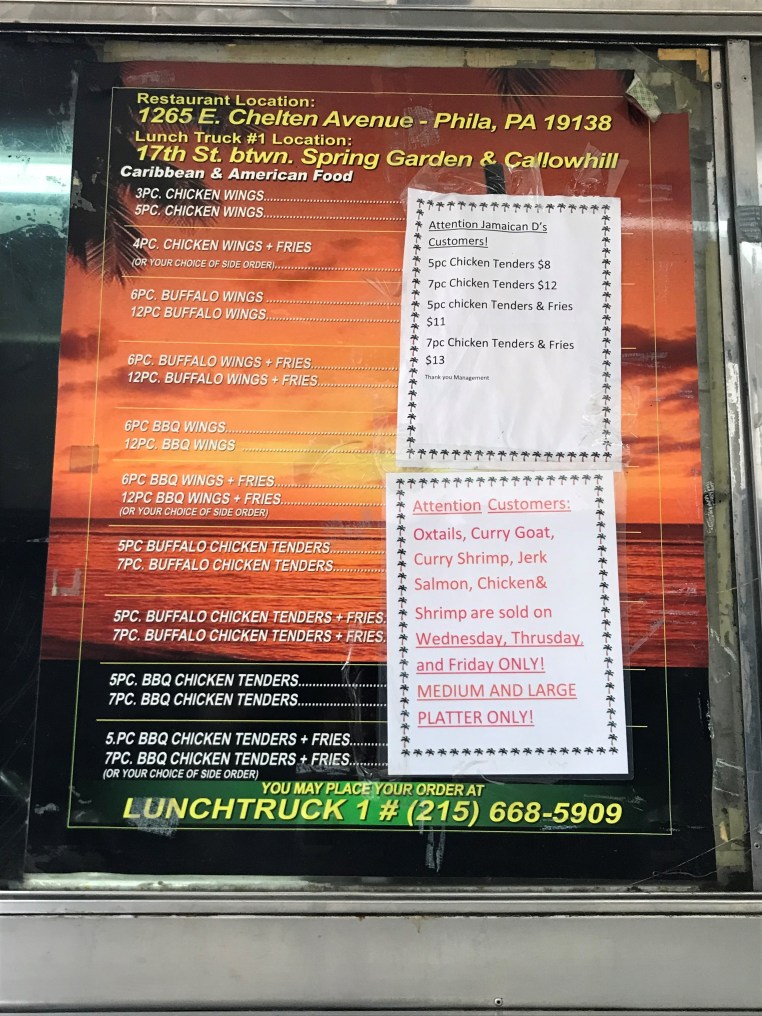 Restaurant Location:
1265 E. Chelten Avenue - Phila, PA 19138
Lunch Truck #1 Location:
17th St. btwn. Spring Garden & Callowhill
Caribbean & American Food
3PC. CHICKEN WINGS
5PC. CHICKEN WINGS
4PC. CHICKEN WINGS + FRIES
(OR YOUR CHOICE OF SIDE ORDER)
6PC. BUFFALO WINGS
12PC BUFFALO WINGS
6PC. BUFFALO WINGS + FRIES
12PC. BUFFALO WINGS + FRIES
6PC BBQ WINGS
12PC. BBQ WINGS
6PC BBQ WINGS + FRIES
12PC BBQ WINGS + FRIES
(OR YOUR CHOICE OF SIDE ORDER)
5PC BUFFALO CHICKEN TENDERS
7PC. BUFFALO CHICKEN TENDERS
5PC. BUFFALO CHICKEN TENDERS + FRIES
7PC. BUFFALO CHICKEN TENDERS + FRIES
5PC. BBQ CHICKEN TENDERS
7PC. BBQ CHICKEN TENDERS
5.PC BBQ CHICKEN TENDERS + FRIES
7PC. BBQ CHICKEN TENDERS + FRIES
(OR YOUR CHOICE OF SIDE ORDER)
Attention Jamaican D's
Customers!
5pc Chicken Tenders $8
7pc Chicken Tenders $12
5pc chicken Tenders & Fries
$11
7pc Chicken Tenders & Fries
$13
Thank you Management
Attention Customers:
Oxtails, Curry Goat,
Curry Shrimp, Jerk
Salmon, Chicken&
Shrimp are sold on
Wednesday, Thrusday,
and Friday ONLY!
MEDIUM AND LARGE
PLATTER ONLY!
YOU MAY PLACE YOUR ORDER AT
LUNCHTRUCK 1 # (215) 668-5909